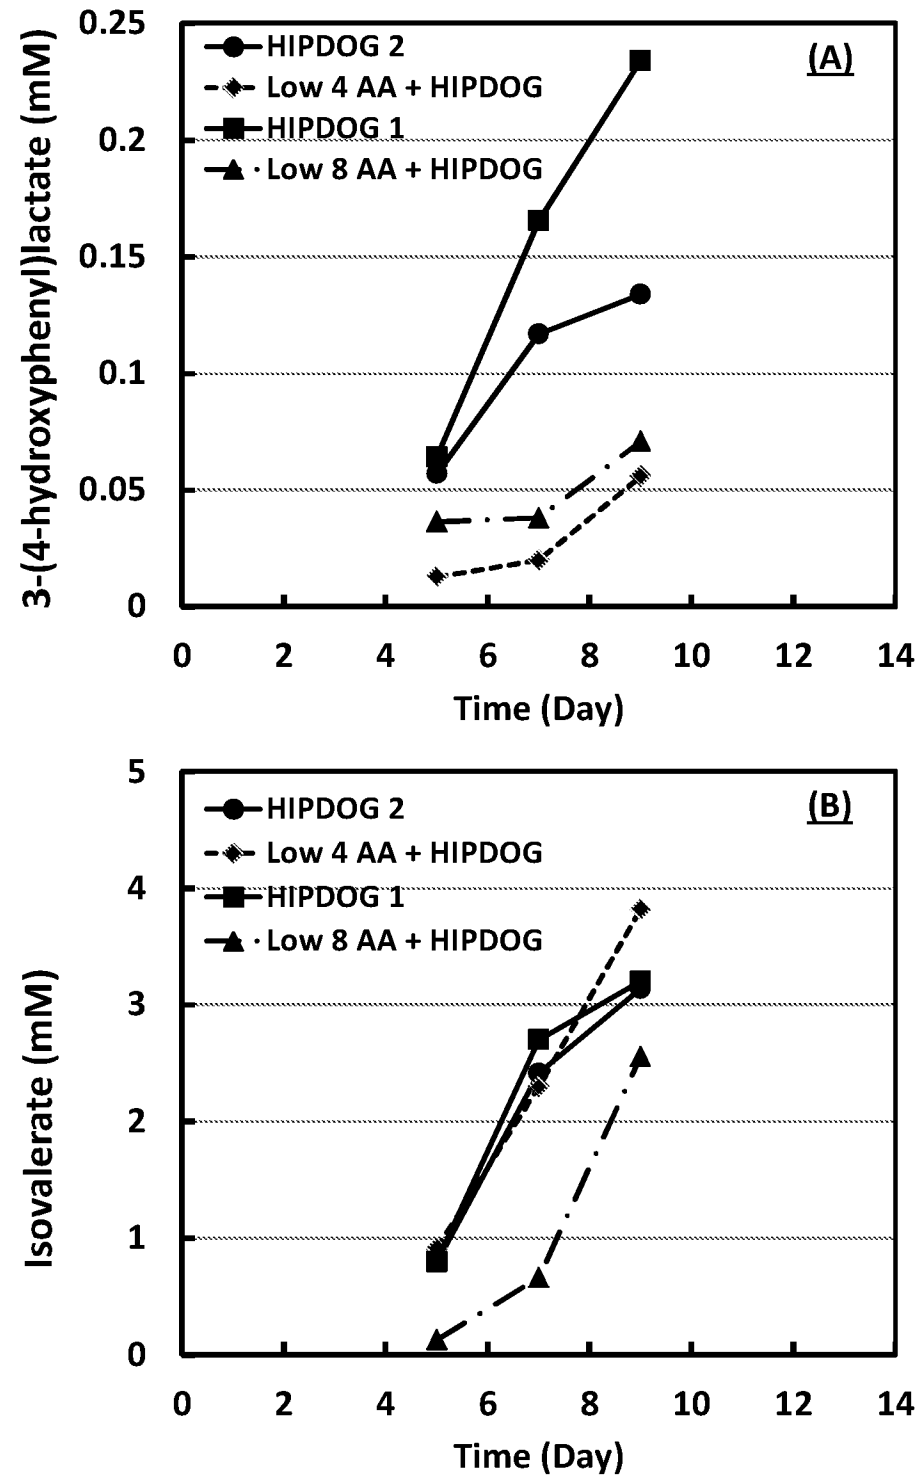 3-(4-hydroxyphenyl)lactate (mM)
0.25
0.2
0.15
0.1
0.05
0
HIPDOG 2
Low 4 AA + HIPDOG
HIPDOG 1
Low 8 AA + HIPDOG
(A)
0 2 4 6 8 10 12 14
Time (Day)
Isovalerate (mM)
5
4
3
2
1
0
HIPDOG 2
Low 4 AA + HIPDOG
HIPDOG 1
Low 8 AA + HIPDOG
(B)
0 2 4 6 8 10 12 14
Time (Day)